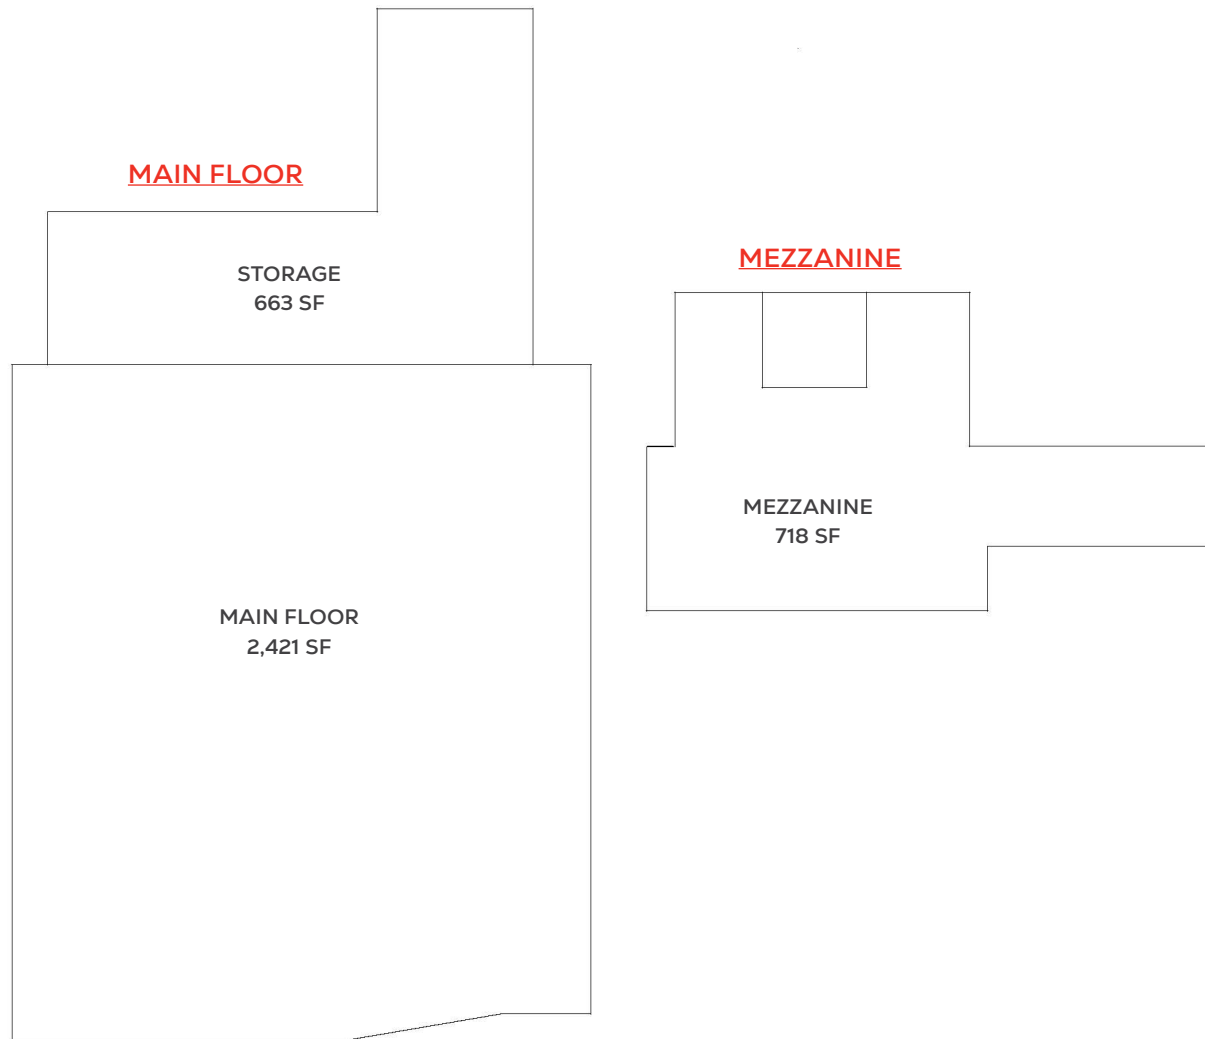 MAIN FLOOR
STORAGE
663 SF
MAIN FLOOR
2,421 SF
MEZZANINE
MEZZANINE
718 SF